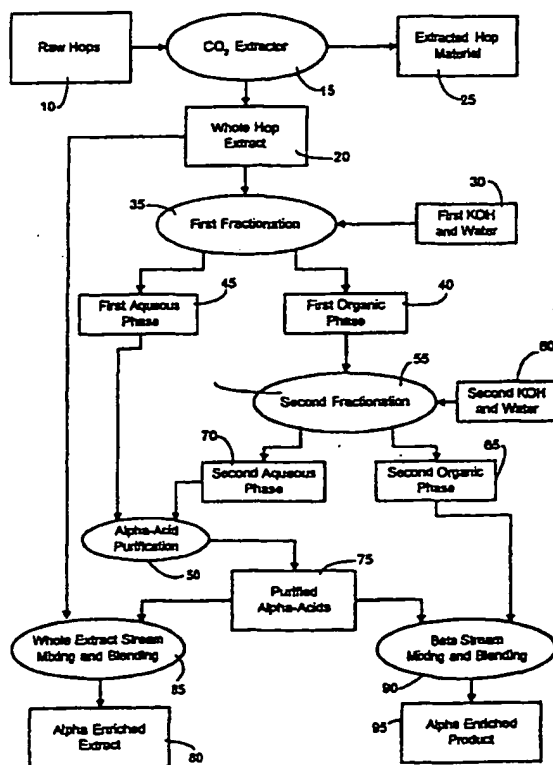 Raw Hops
10
CO2 Extractor
15
Extracted Hop
Material
25
Whole Hop
Extract
20
35
First Fractionation
30
First KOH
and Water
45
First Aqueous
Phase
40
First Organic
Phase
55
Second Fractionation
60
Second KOH
and Water
70
Second Aqueous
Phase
65
Second Organic
Phase
Alpha-Acid
Purification
50
75
Purified
Alpha-Acids
Whole Extract Stream
Mixing and Blending
85
Beta Stream
Mixing and Blending
90
Alpha Enriched
Extract
80
95
Alpha Enriched
Product